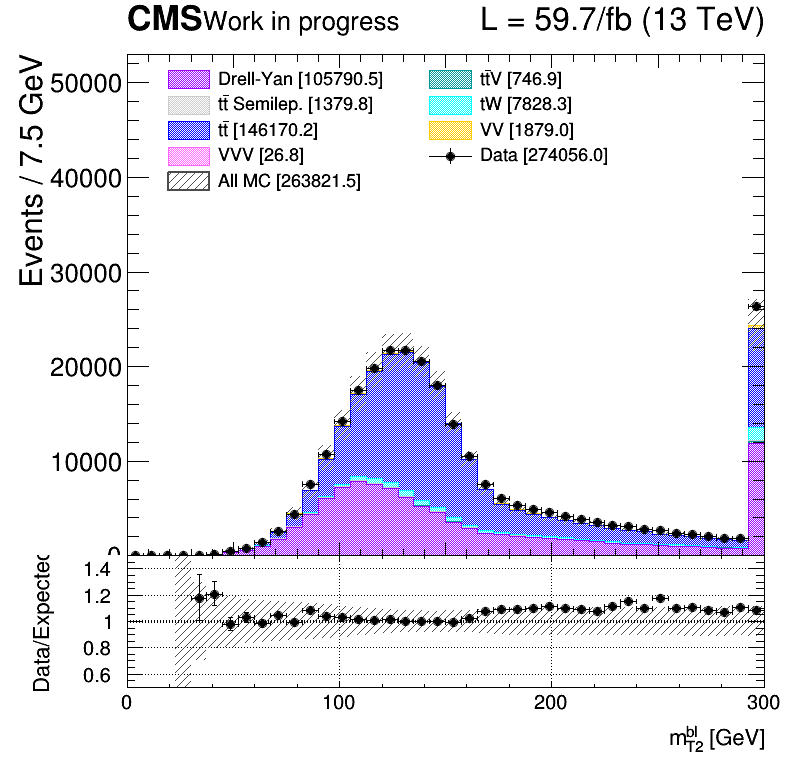 CMS Work in progress L = 59.7/fb (13 TeV)
Events / 7.5 GeV
50000
40000
30000
20000
10000
0
Drell-Yan [105790.5]
tt̄ Semilep. [1379.8]
tt̄ [146170.2]
VVV [26.8]
All MC [263821.5]
tt̄V [746.9]
tW [7828.3]
VV [1879.0]
Data [274056.0]
Data/Expected
1.4
1.2
1
0.8
0.6
0 100 200 300
m_{T2}^{bl} [GeV]